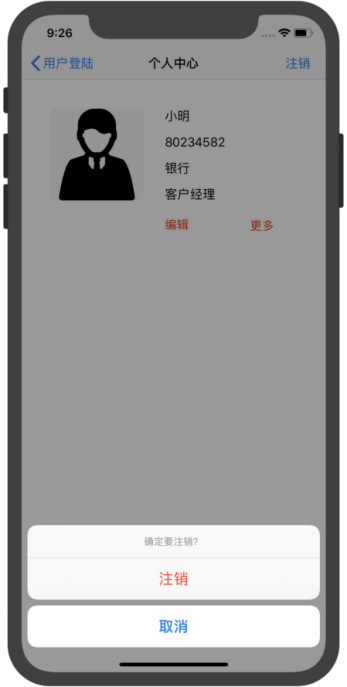 9:26
用户登陆 个人中心 注销
小明
80234582
银行
客户经理
编辑 更多
确定要注销?
注销
取消